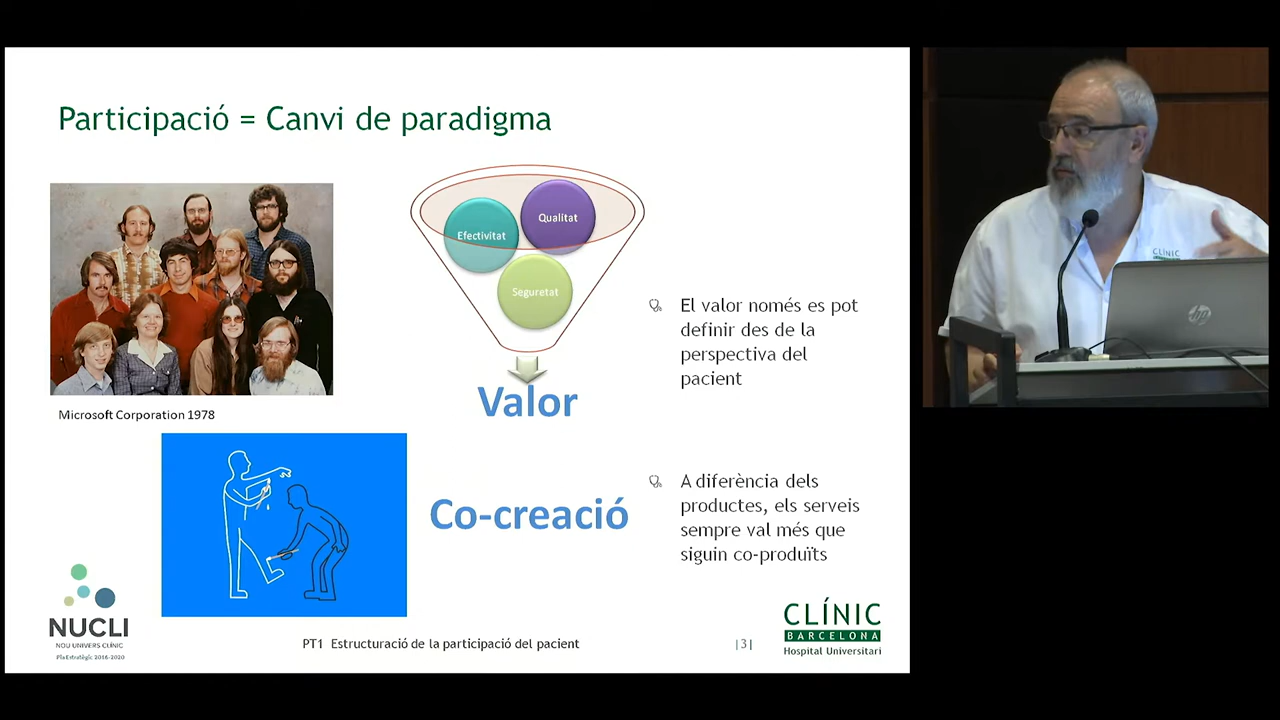 Participació = Canvi de paradigma
Efectivitat
Qualitat
Seguretat
Valor
El valor només es pot
definir des de la
perspectiva del
pacient
Microsoft Corporation 1978
Co-creació
A diferència dels
productes, els serveis
sempre val més que
siguin co-produïts
NUCLI
NOU UNIVERS CLÍNIC
Pla Estratègic 2016-2020
PT1 Estructuració de la participació del pacient
|3|
CLÍNIC
BARCELONA
Hospital Universitari
CLÍNIC
hp